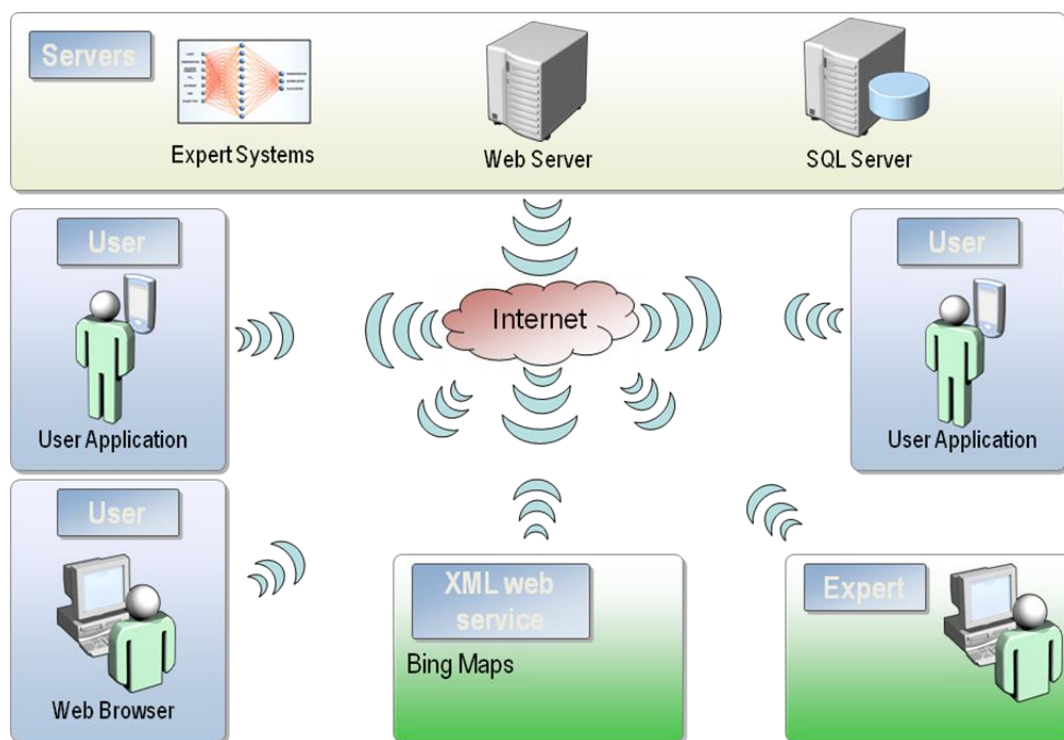 Servers
Expert Systems
Web Server
SQL Server
User
User
Internet
User Application
User Application
User
XML web
service
Expert
Bing Maps
Web Browser